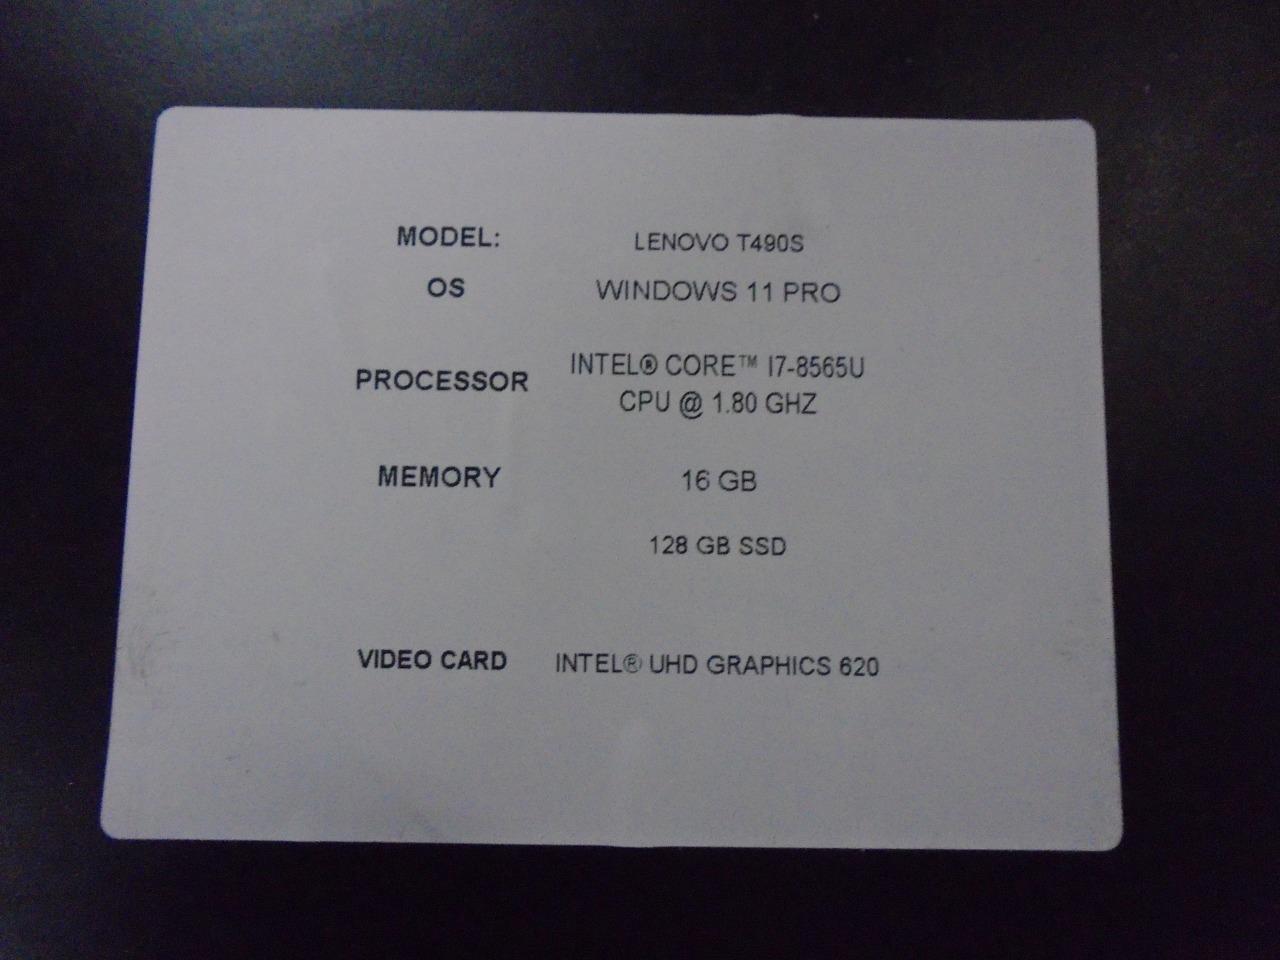 MODEL: LENOVO T490S
OS WINDOWS 11 PRO
PROCESSOR INTEL® CORE™ I7-8565U
CPU @ 1.80 GHZ
MEMORY 16 GB
128 GB SSD
VIDEO CARD INTEL® UHD GRAPHICS 620